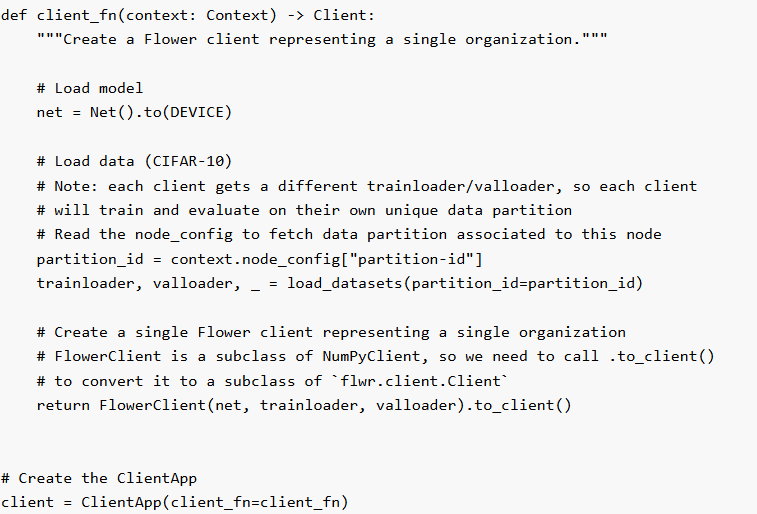 def client_fn(context: Context) -> Client:
    """Create a Flower client representing a single organization."""

    # Load model
    net = Net().to(DEVICE)

    # Load data (CIFAR-10)
    # Note: each client gets a different trainloader/valloader, so each client
    # will train and evaluate on their own unique data partition
    # Read the node_config to fetch data partition associated to this node
    partition_id = context.node_config["partition-id"]
    trainloader, valloader, _ = load_datasets(partition_id=partition_id)

    # Create a single Flower client representing a single organization
    # FlowerClient is a subclass of NumPyClient, so we need to call .to_client()
    # to convert it to a subclass of `flwr.client.Client`
    return FlowerClient(net, trainloader, valloader).to_client()


# Create the ClientApp
client = ClientApp(client_fn=client_fn)